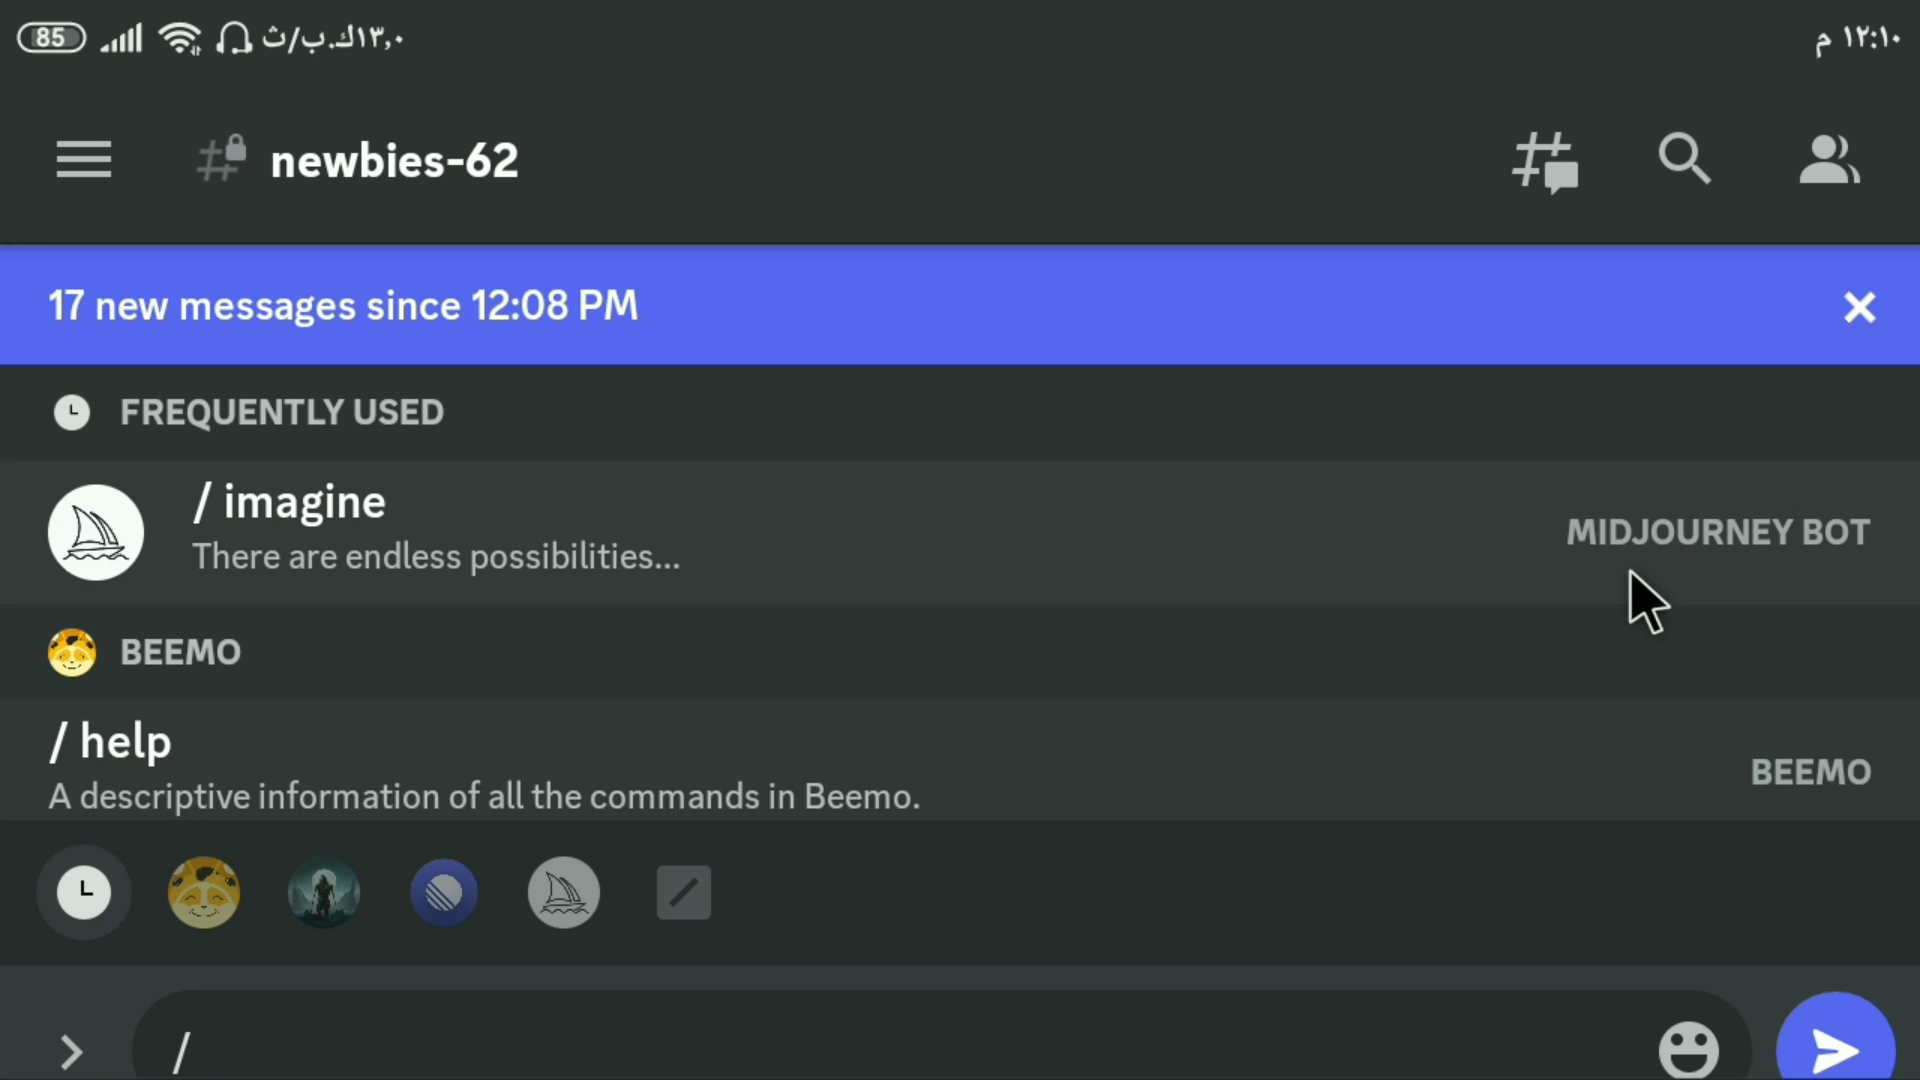 85 ١٣,٠ك.ب/ث ١٢:١٠ م
newbies-62
17 new messages since 12:08 PM
FREQUENTLY USED
/ imagine
There are endless possibilities...
MIDJOURNEY BOT
BEEMO
/ help
A descriptive information of all the commands in Beemo.
BEEMO
/